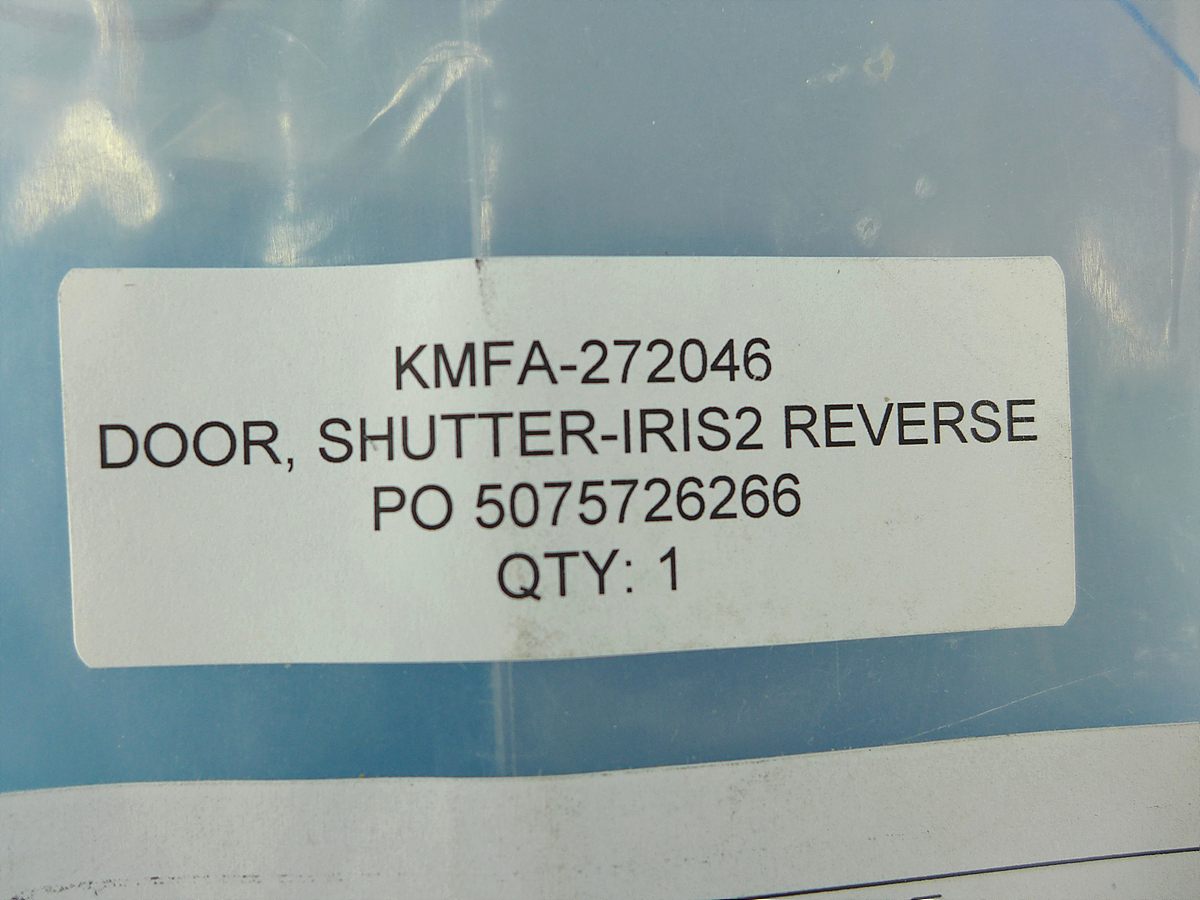 KMFA-272046
DOOR, SHUTTER-IRIS2 REVERSE
PO 5075726266
QTY: 1